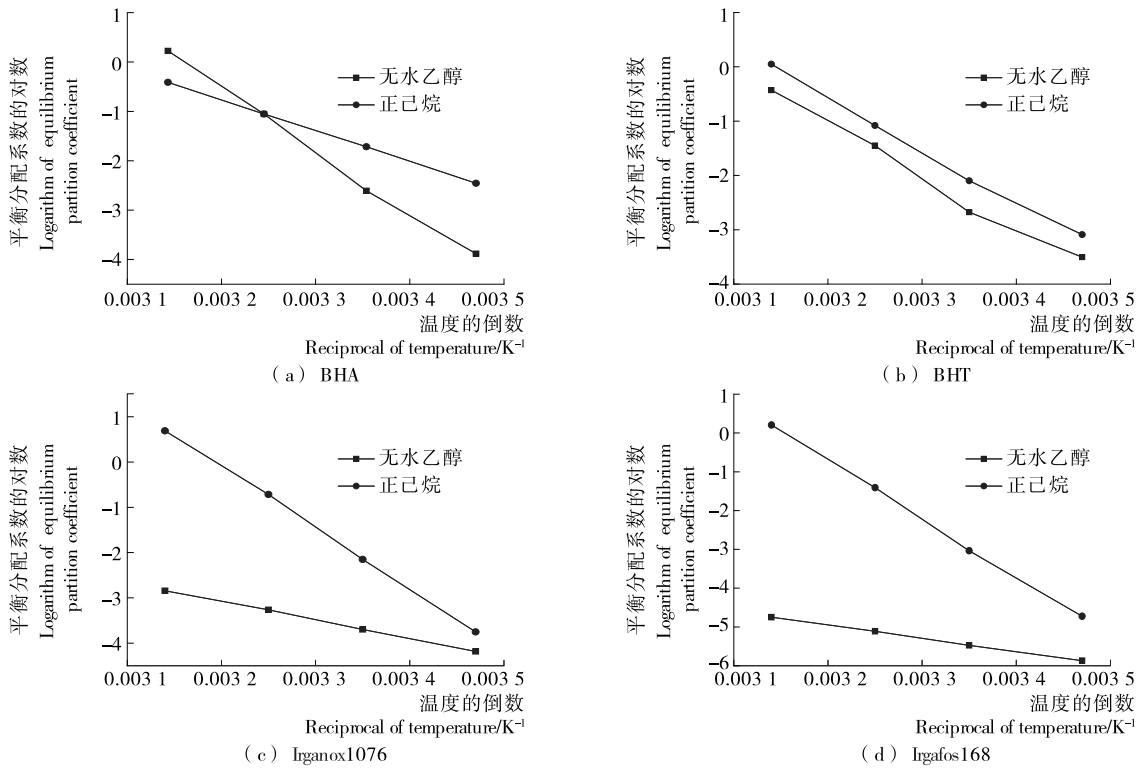 平衡分配系数的对数
Logarithm of equilibrium
partition coefficient
1
0
−1
−2
−3
−4
无水乙醇
正己烷
0.003 1 0.003 2 0.003 3 0.003 4 0.003 5
温度的倒数
Reciprocal of temperature/K⁻¹
（a） BHA
平衡分配系数的对数
Logarithm of equilibrium
partition coefficient
1
0
−1
−2
−3
−4
无水乙醇
正己烷
0.003 1 0.003 2 0.003 3 0.003 4 0.003 5
温度的倒数
Reciprocal of temperature/K⁻¹
（b） BHT
平衡分配系数的对数
Logarithm of equilibrium
partition coefficient
1
0
−1
−2
−3
−4
无水乙醇
正己烷
0.003 1 0.003 2 0.003 3 0.003 4 0.003 5
温度的倒数
Reciprocal of temperature/K⁻¹
（c） Irganox1076
平衡分配系数的对数
Logarithm of equilibrium
partition coefficient
1
0
−1
−2
−3
−4
−5
−6
无水乙醇
正己烷
0.003 1 0.003 2 0.003 3 0.003 4 0.003 5
温度的倒数
Reciprocal of temperature/K⁻¹
（d） Irgafos168